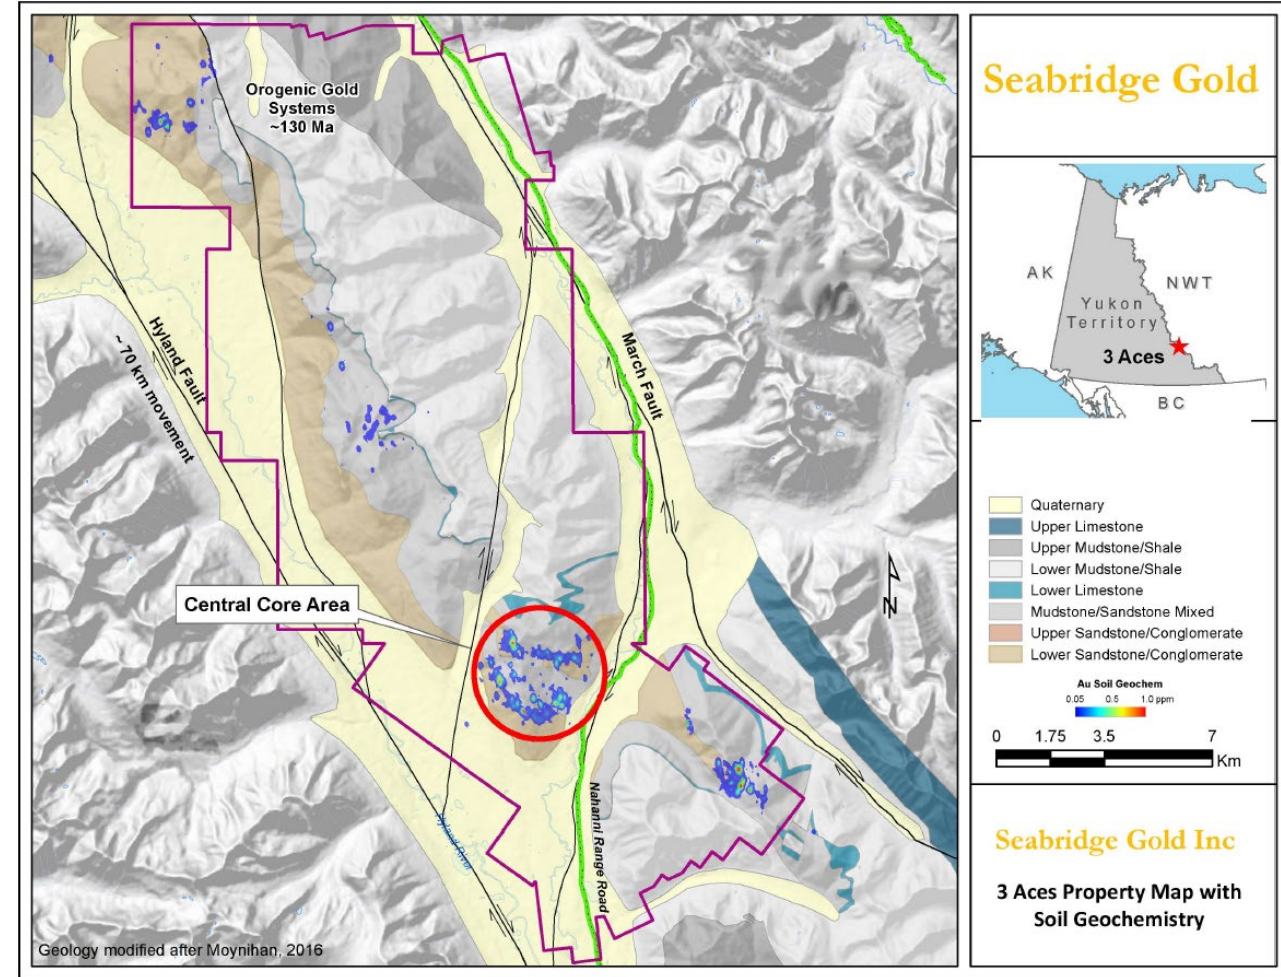 Orogenic Gold
Systems
~130 Ma
Hyland Fault
~ 70 km movement
March Fault
Central Core Area
Nahanni Range Road
Hyland River
N
Geology modified after Moynihan, 2016
Seabridge Gold
AK
NWT
Yukon
Territory
3 Aces
BC
Quaternary
Upper Limestone
Upper Mudstone/Shale
Lower Mudstone/Shale
Lower Limestone
Mudstone/Sandstone Mixed
Upper Sandstone/Conglomerate
Lower Sandstone/Conglomerate
Au Soil Geochem
0.05 0.5 1.0 ppm
0 1.75 3.5 7
Km
Seabridge Gold Inc
3 Aces Property Map with
Soil Geochemistry